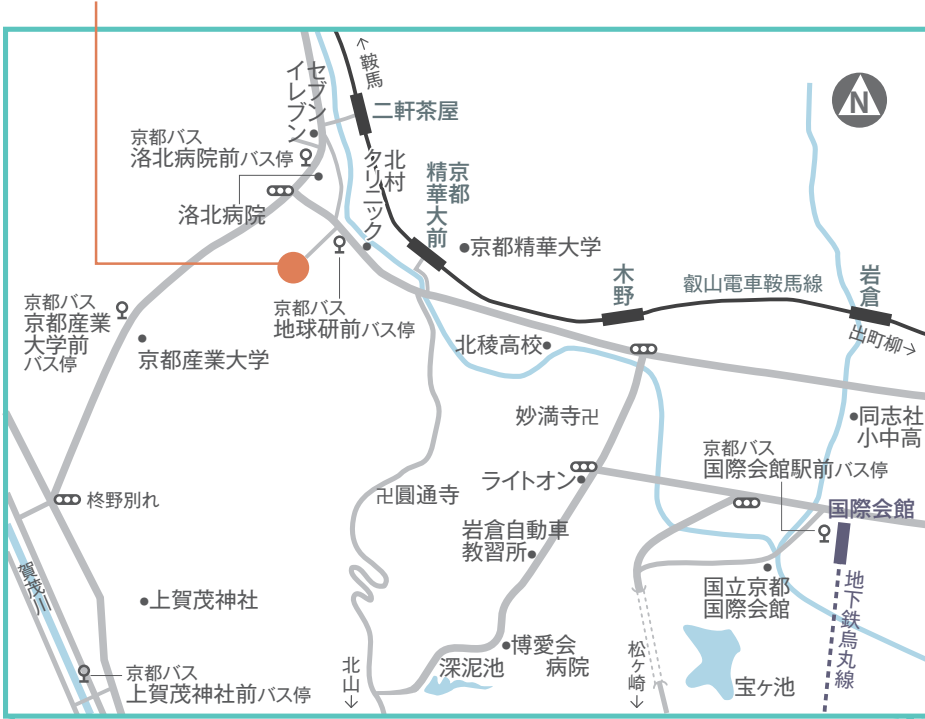 ↑鞍馬
セブン
イレブン
二軒茶屋
N
京都バス
洛北病院前バス停
北村
クリニック
京都
精華大前
洛北病院
京都精華大学
木野
叡山電車鞍馬線
岩倉
出町柳→
京都バス
京都産業
大学前
バス停
京都バス
地球研前バス停
京都産業大学
北稜高校
同志社
小中高
妙満寺卍
京都バス
国際会館駅前バス停
ライトオン
卍圓通寺
柊野別れ
国際会館
岩倉自動車
教習所
賀茂川
上賀茂神社
国立京都
国際会館
地下鉄烏丸線
博愛会
病院
深泥池
北山↓
松ヶ崎↓
宝ヶ池
京都バス
上賀茂神社前バス停